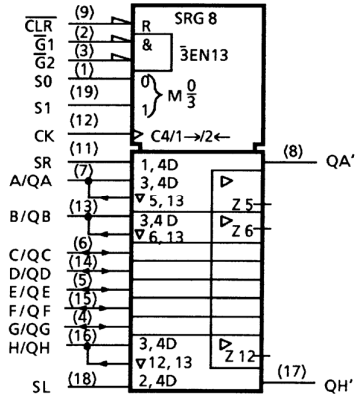 (9) SRG 8
CLR R
(2)
G1 &
(3) 3EN13
G2
(1)
S0 0
(19) M 0/3
S1 1
(12)
CK C4/1→/2←
(11) (8)
SR 1, 4D QA′
(7)
A/QA 3, 4D
5, 13 Z 5
(13)
B/QB 3,4D
6, 13 Z 6
(6)
C/QC
(14)
D/QD
(5)
E/QE
(15)
F/QF
(4)
G/QG
(16)
H/QH 3, 4D
12, 13 Z 12
(18) (17)
SL 2, 4D QH′